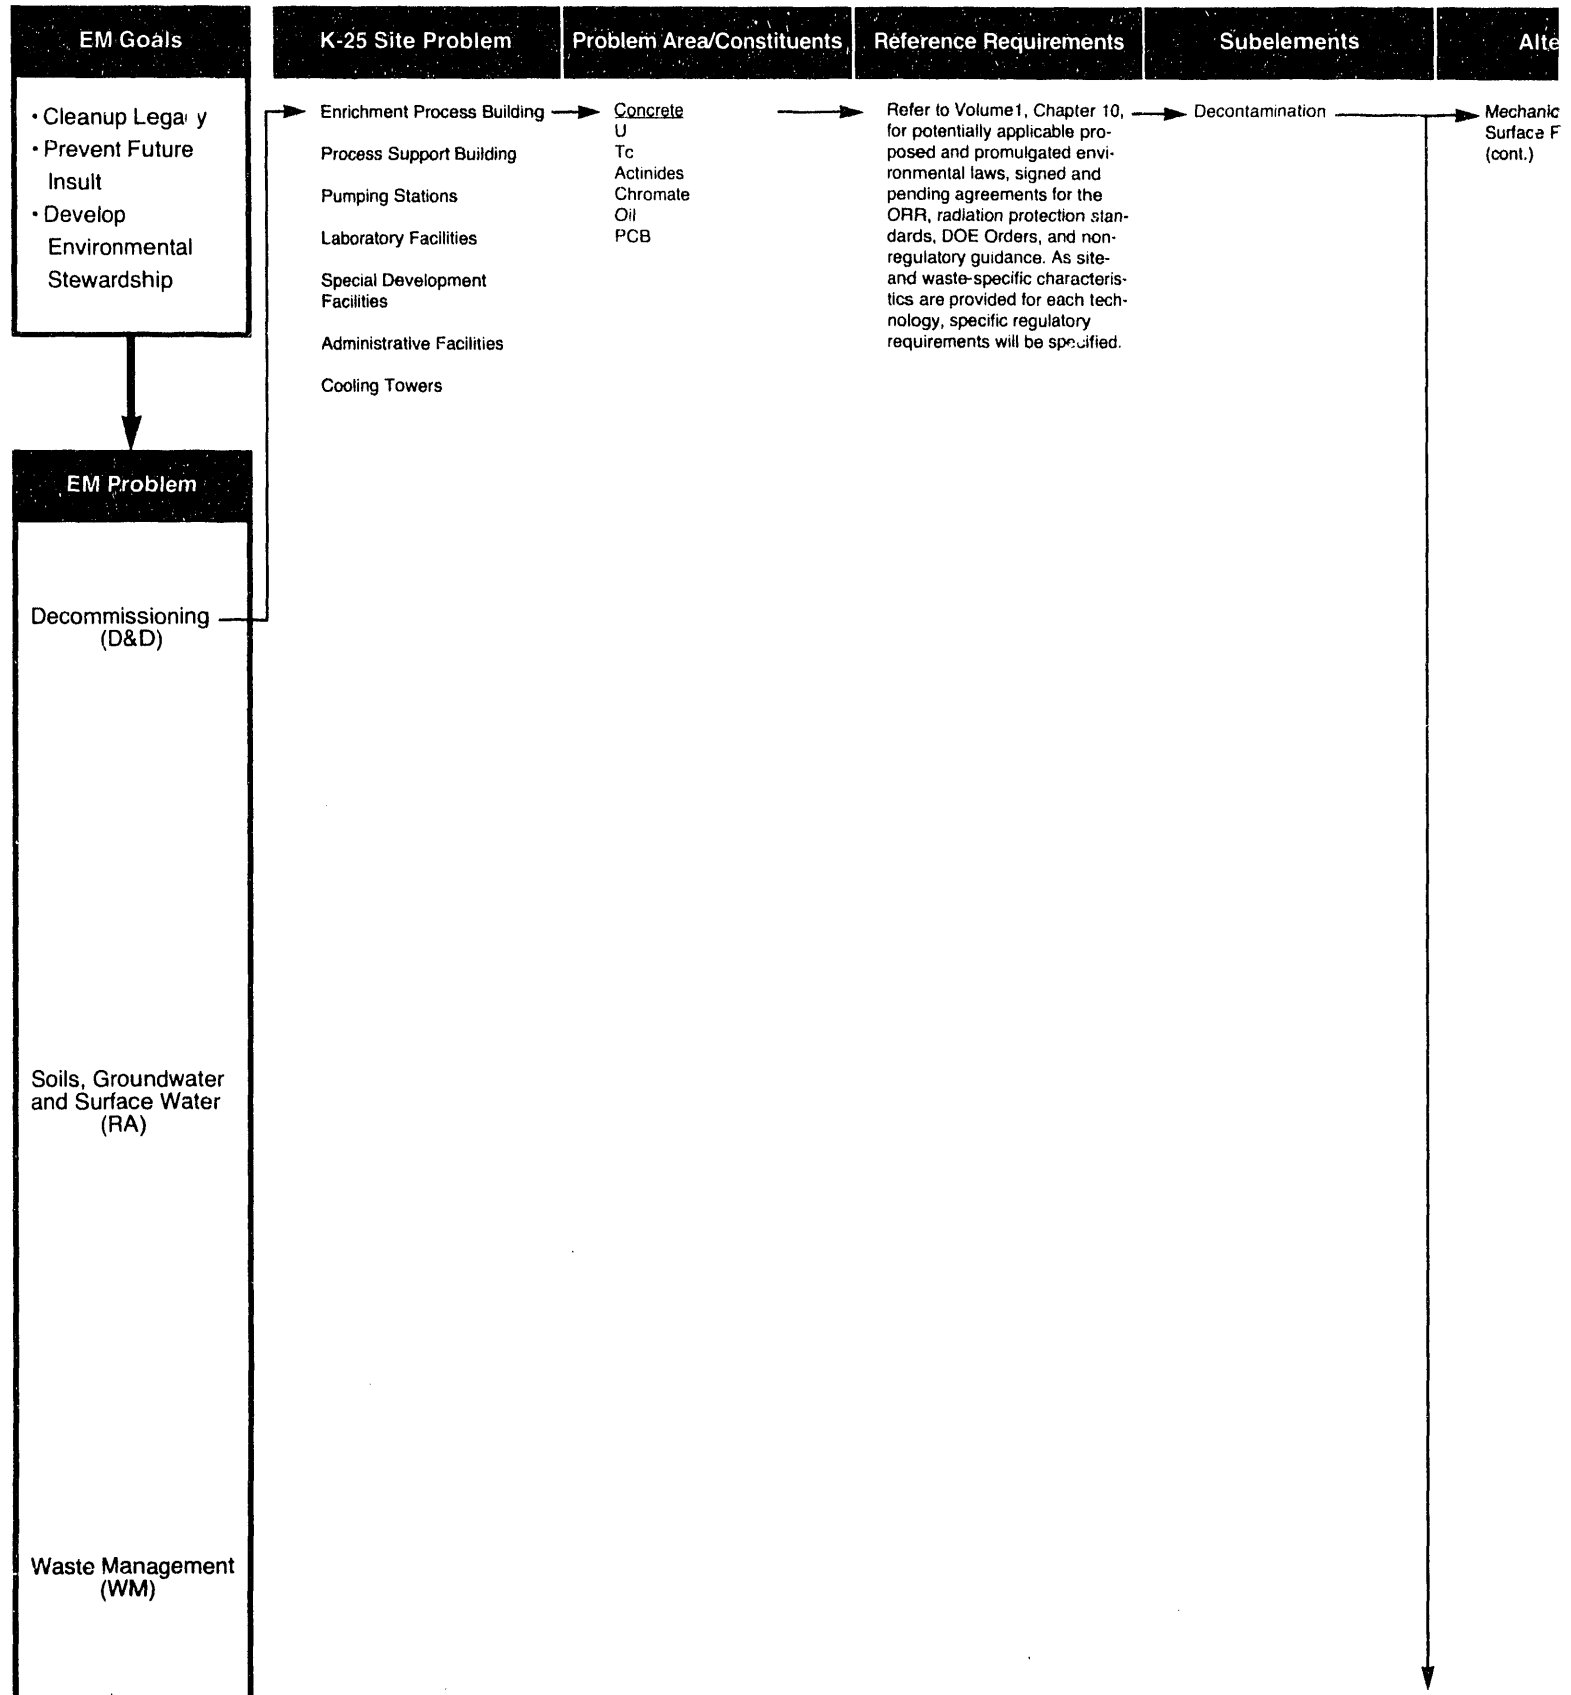 EM Goals
• Cleanup Legacy
• Prevent Future
Insult
• Develop
Environmental
Stewardship
EM Problem
Decommissioning
(D&D)
Soils, Groundwater
and Surface Water
(RA)
Waste Management
(WM)
K-25 Site Problem
Enrichment Process Building
Process Support Building
Pumping Stations
Laboratory Facilities
Special Development
Facilities
Administrative Facilities
Cooling Towers
Problem Area/Constituents
Concrete
U
Tc
Actinides
Chromate
Oil
PCB
Reference Requirements
Refer to Volume1, Chapter 10,
for potentially applicable pro-
posed and promulgated envi-
ronmental laws, signed and
pending agreements for the
ORR, radiation protection stan-
dards, DOE Orders, and non-
regulatory guidance. As site-
and waste-specific characteris-
tics are provided for each tech-
nology, specific regulatory
requirements will be specified.
Subelements
Decontamination
Alte
Mechanic
Surface F
(cont.)